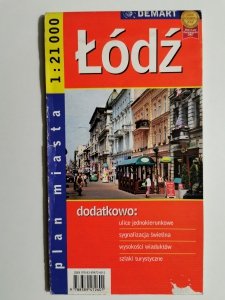 DEMART
Łódź
1:21 000
plan miasta
dodatkowo:
ulice jednokierunkowe
sygnalizacja świetlna
wysokości wiaduktów
szlaki turystyczne